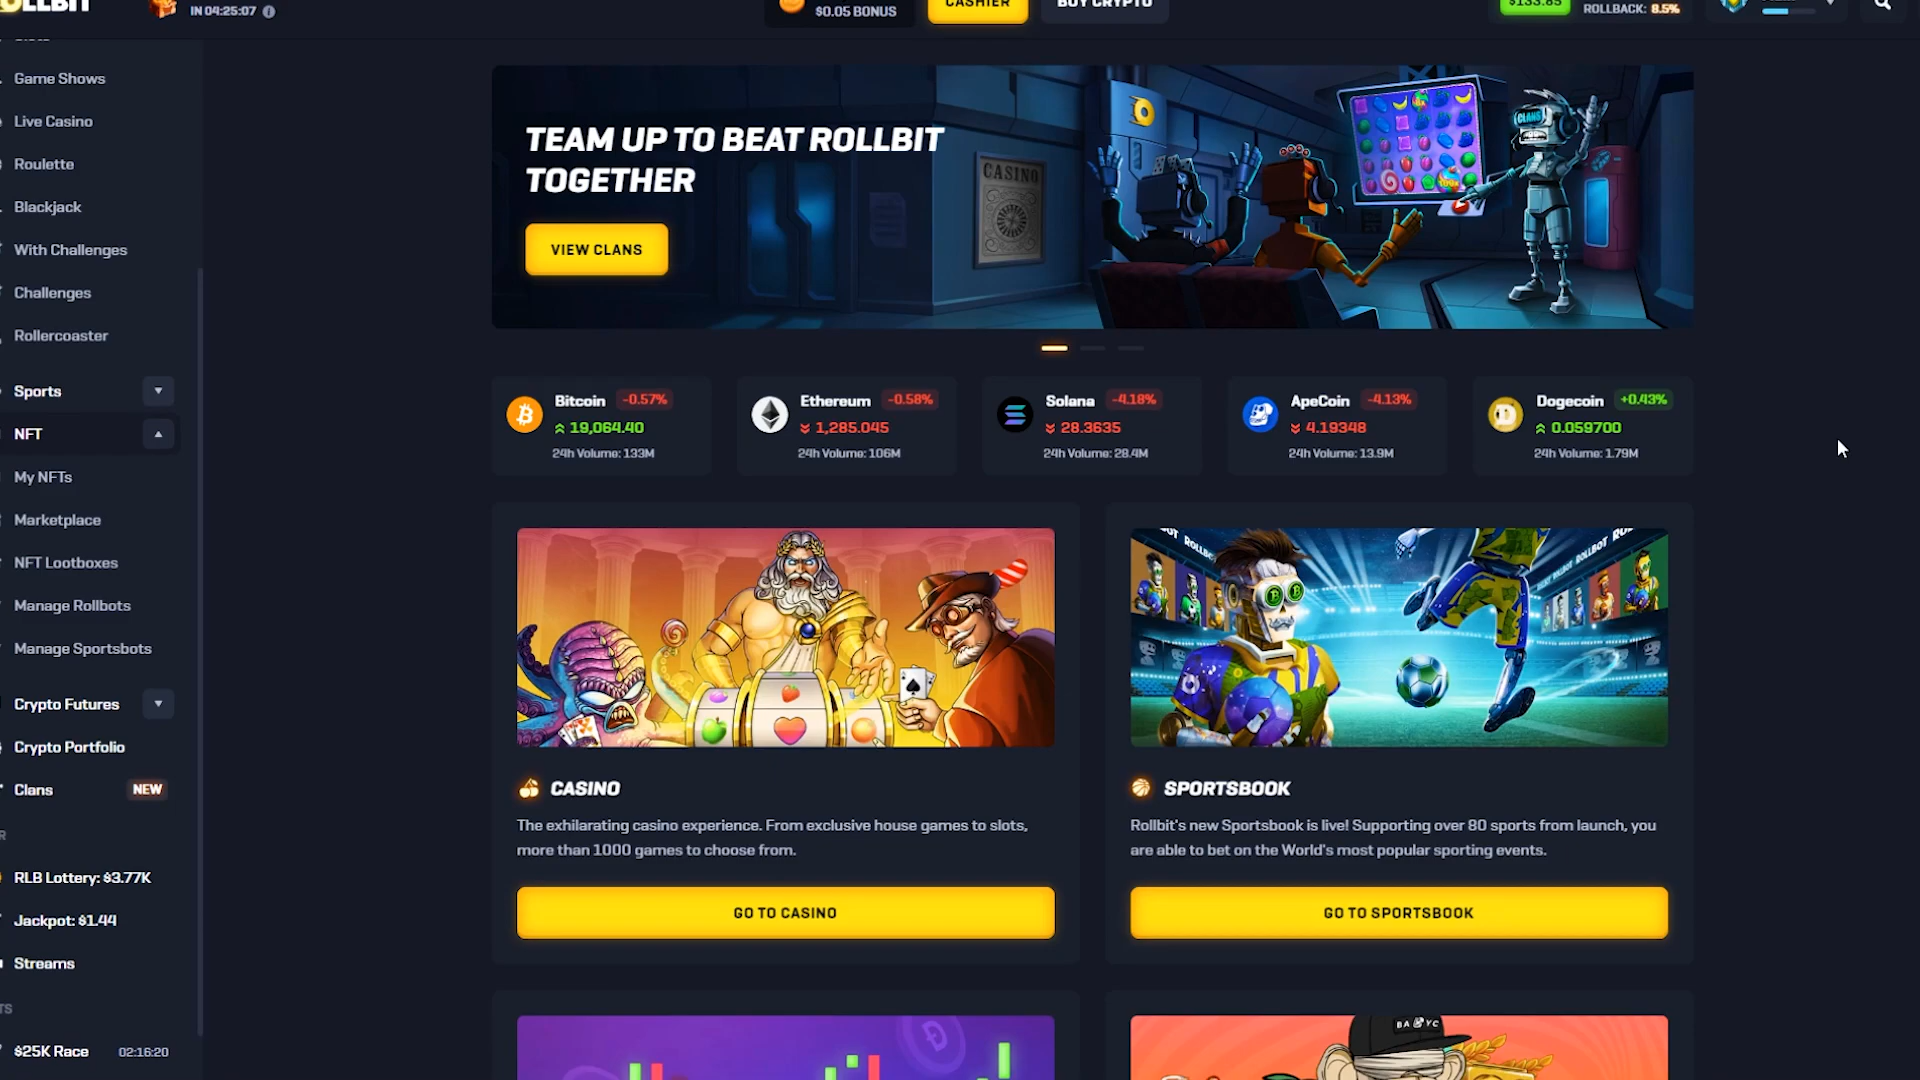 IN 04:25:07
$0.05 BONUS
CASHIER
BUY CRYPTO
$133.85
ROLLBACK: 8.5%
Game Shows
Live Casino
Roulette
Blackjack
With Challenges
Challenges
Rollercoaster
Sports
NFT
My NFTs
Marketplace
NFT Lootboxes
Manage Rollbots
Manage Sportsbots
Crypto Futures
Crypto Portfolio
Clans NEW
RLB Lottery: $3.77K
Jackpot: $1.44
Streams
$25K Race 02:16:20
TEAM UP TO BEAT ROLLBIT
TOGETHER
VIEW CLANS
CASINO
CLANS
Bitcoin -0.57%
19,064.40
24h Volume: 133M
Ethereum -0.58%
1,285.045
24h Volume: 106M
Solana -4.18%
28.3635
24h Volume: 28.4M
ApeCoin -4.13%
4.19348
24h Volume: 13.9M
Dogecoin +0.43%
0.059700
24h Volume: 1.79M
CASINO
The exhilarating casino experience. From exclusive house games to slots,
more than 1000 games to choose from.
GO TO CASINO
SPORTSBOOK
Rollbit's new Sportsbook is live! Supporting over 80 sports from launch, you
are able to bet on the World's most popular sporting events.
GO TO SPORTSBOOK